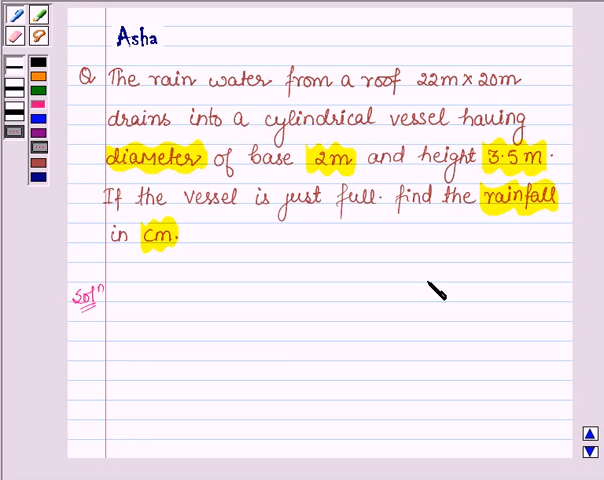 Asha
Q The rain water from a roof 22m × 20m
drains into a cylindrical vessel having
diameter of base 2m and height 3.5m.
If the vessel is just full. find the rainfall
in cm.
Solⁿ